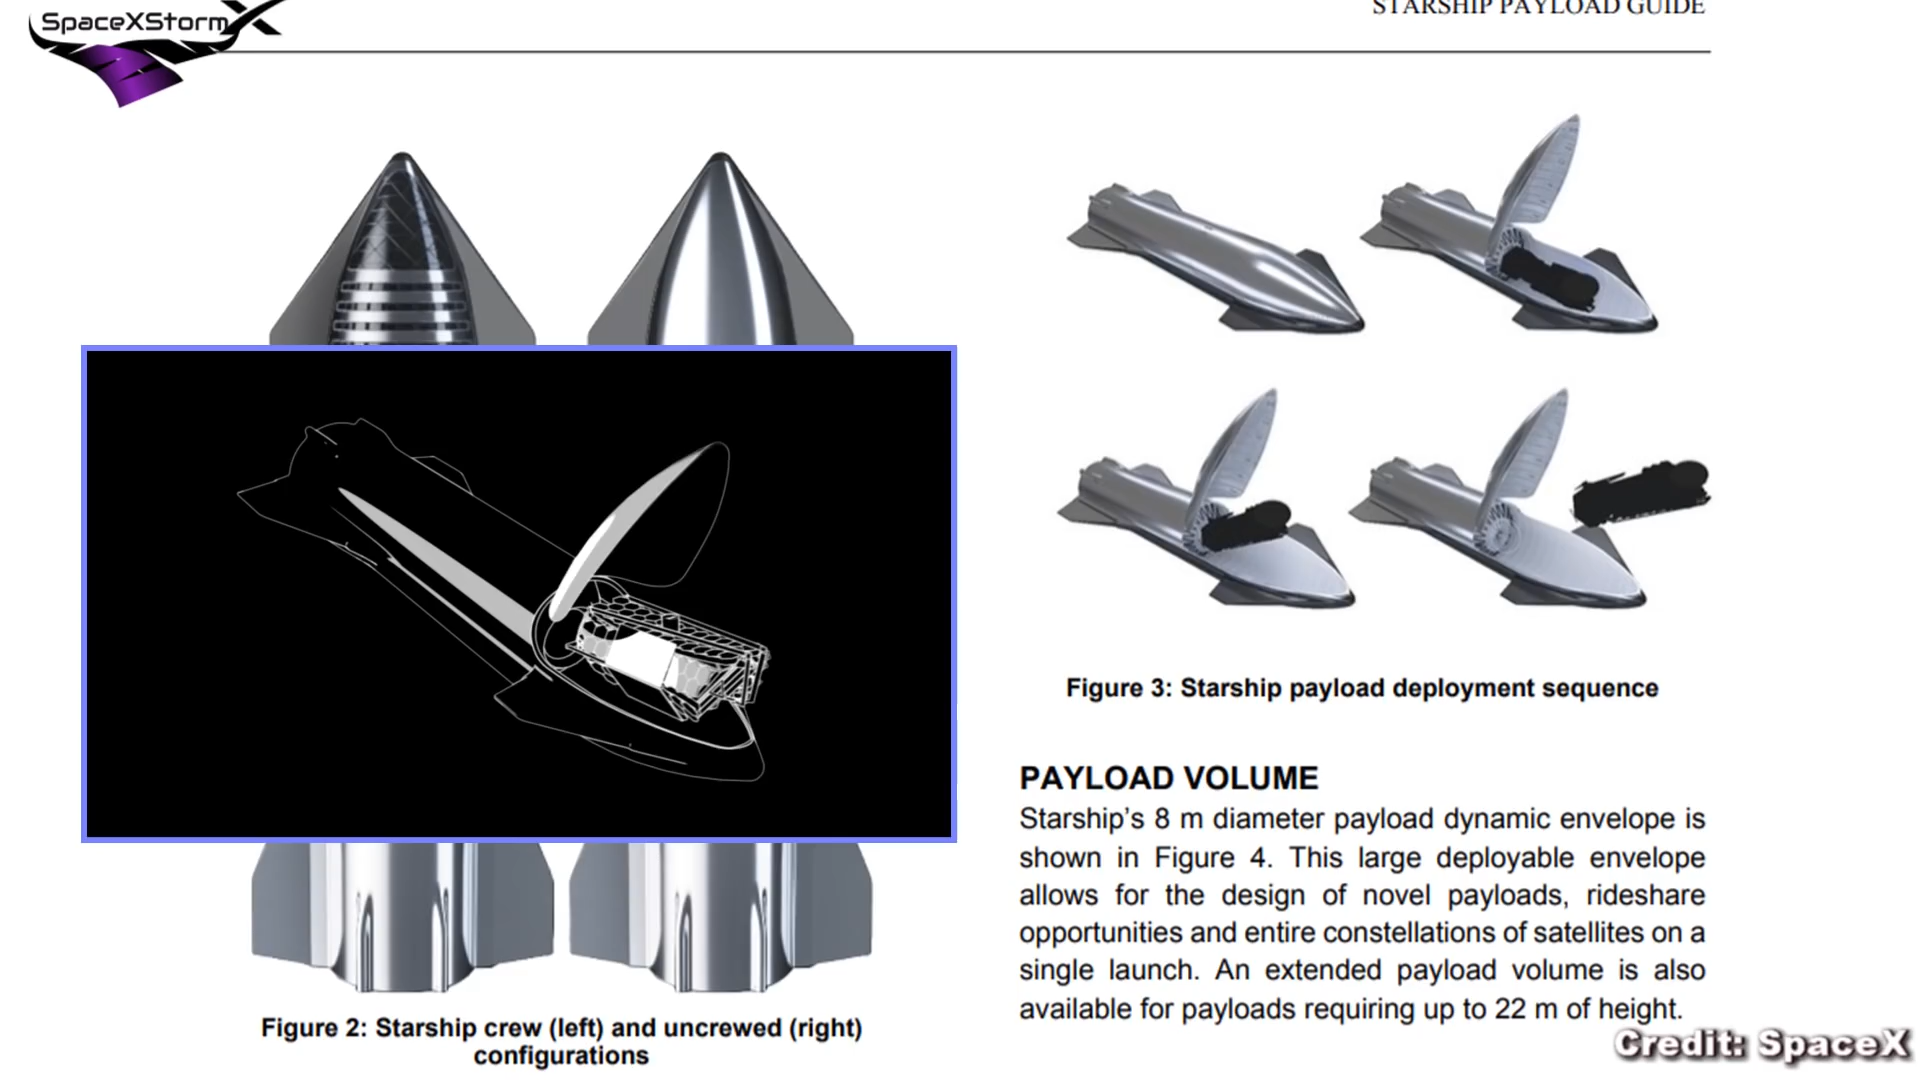 SpaceXStorm
STARSHIP PAYLOAD GUIDE
Figure 2: Starship crew (left) and uncrewed (right)
configurations
Figure 3: Starship payload deployment sequence
PAYLOAD VOLUME
Starship's 8 m diameter payload dynamic envelope is
shown in Figure 4. This large deployable envelope
allows for the design of novel payloads, rideshare
opportunities and entire constellations of satellites on a
single launch. An extended payload volume is also
available for payloads requiring up to 22 m of height.
Credit: SpaceX